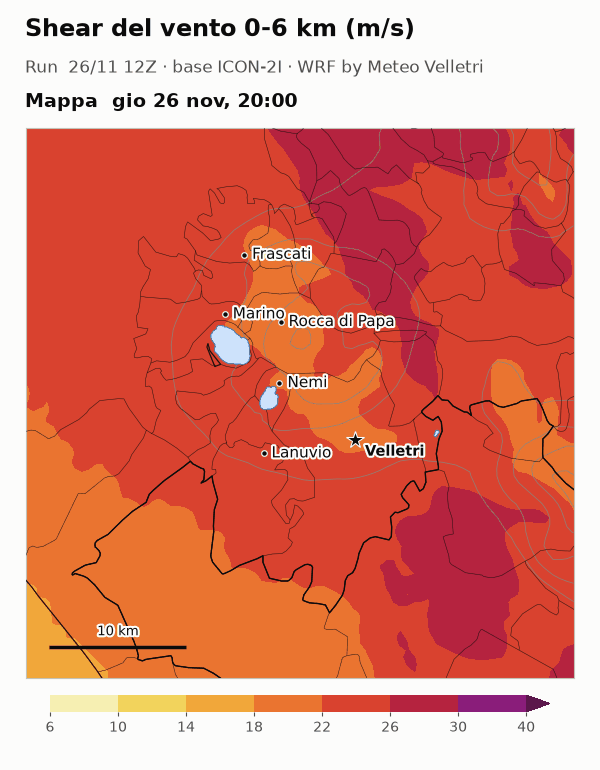 Shear del vento 0-6 km (m/s)
Run  26/11 12Z · base ICON-2I · WRF by Meteo Velletri
Mappa  gio 26 nov, 20:00
Frascati
Marino
Rocca di Papa
Nemi
Velletri
Lanuvio
10 km
6 10 14 18 22 26 30 40